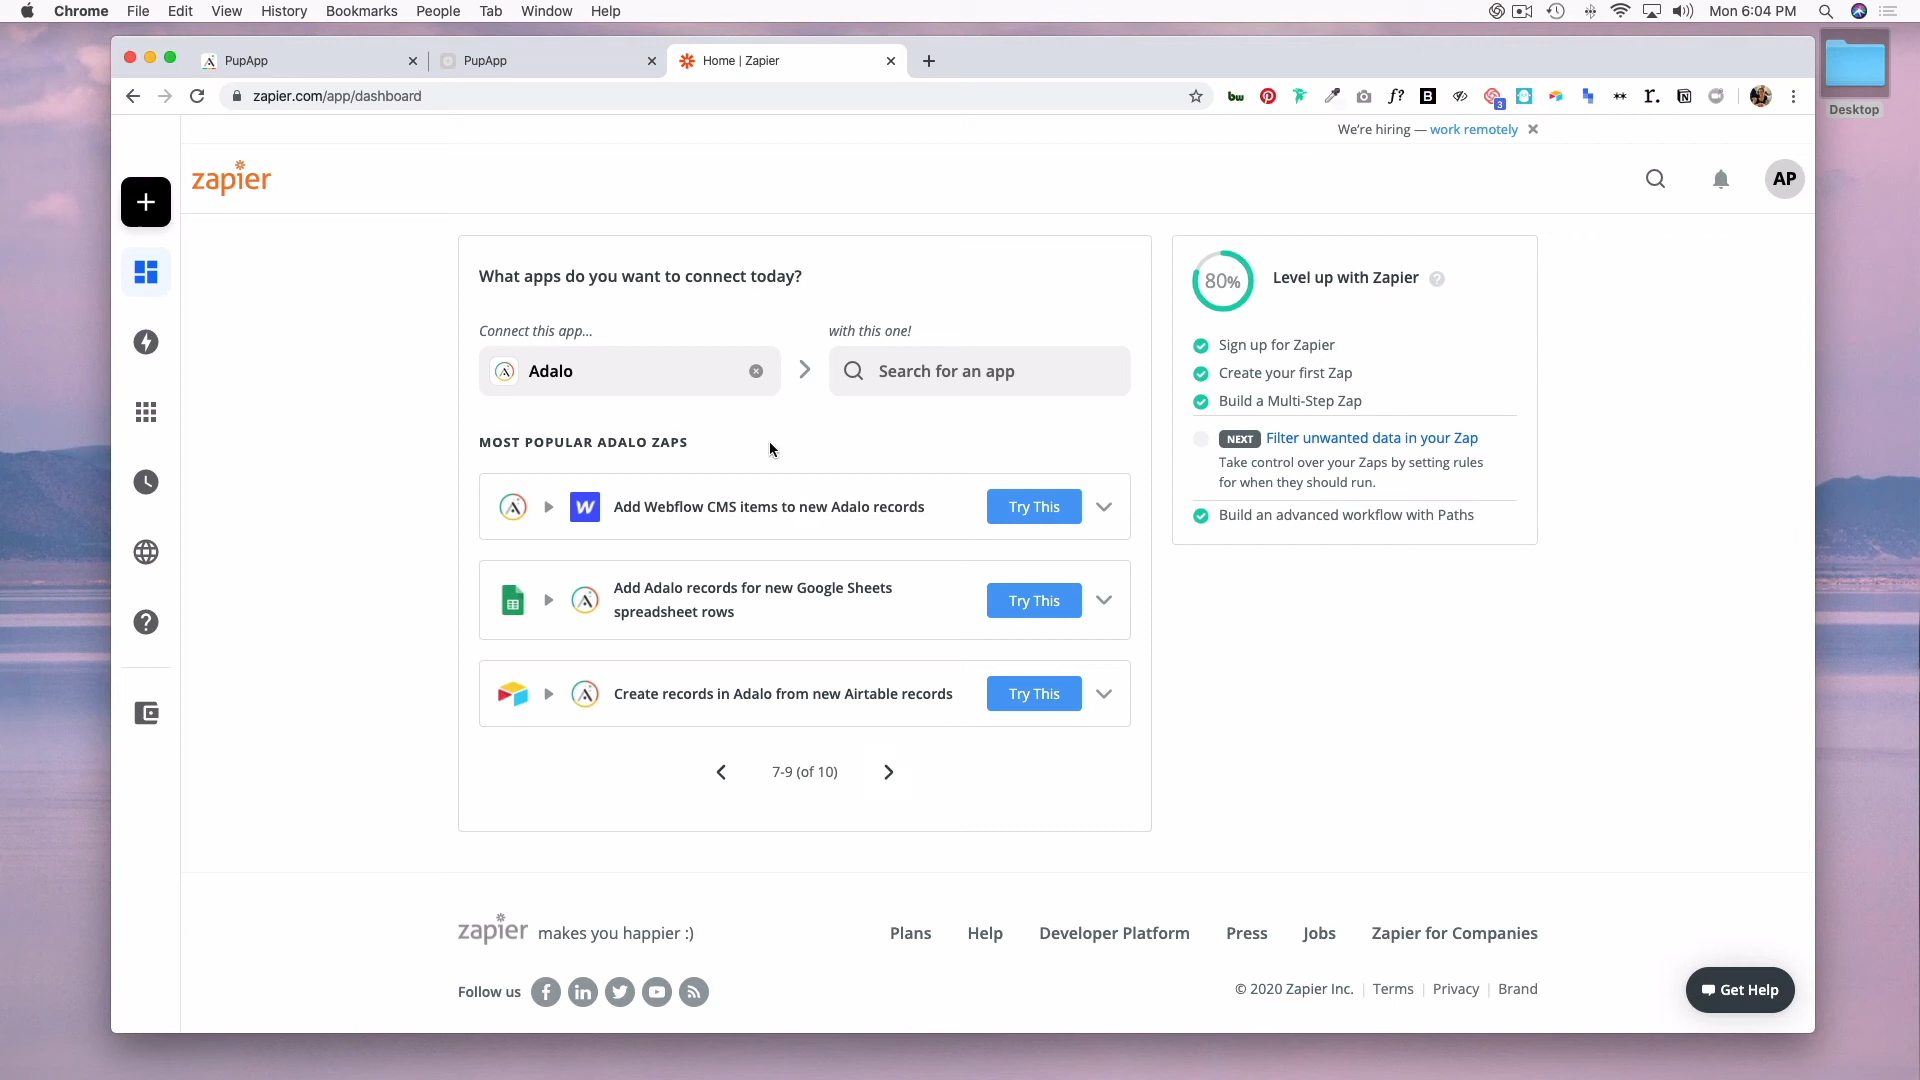 Chrome File Edit View History Bookmarks People Tab Window Help
Mon 6:04 PM
PupApp
PupApp
Home | Zapier
zapier.com/app/dashboard
bw
f?
B
3
r.
Desktop
We're hiring — work remotely
zapier
AP
What apps do you want to connect today?
Connect this app...
with this one!
Adalo
Search for an app
MOST POPULAR ADALO ZAPS
Add Webflow CMS items to new Adalo records
Try This
Add Adalo records for new Google Sheets
spreadsheet rows
Try This
Create records in Adalo from new Airtable records
Try This
7-9 (of 10)
80%
Level up with Zapier
Sign up for Zapier
Create your first Zap
Build a Multi-Step Zap
NEXT Filter unwanted data in your Zap
Take control over your Zaps by setting rules
for when they should run.
Build an advanced workflow with Paths
zapier makes you happier :)
Plans Help Developer Platform Press Jobs Zapier for Companies
Follow us
© 2020 Zapier Inc. | Terms | Privacy | Brand
Get Help